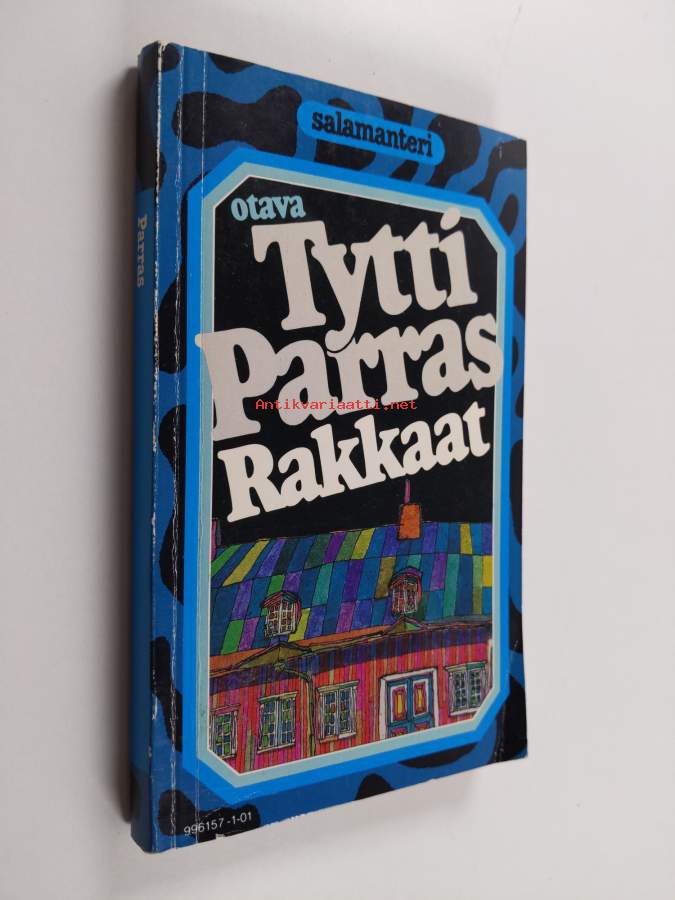 salamanteri
otava
Tytti
Parras
Antikvariaatti.net
Rakkaat
Parras
996157-1-01